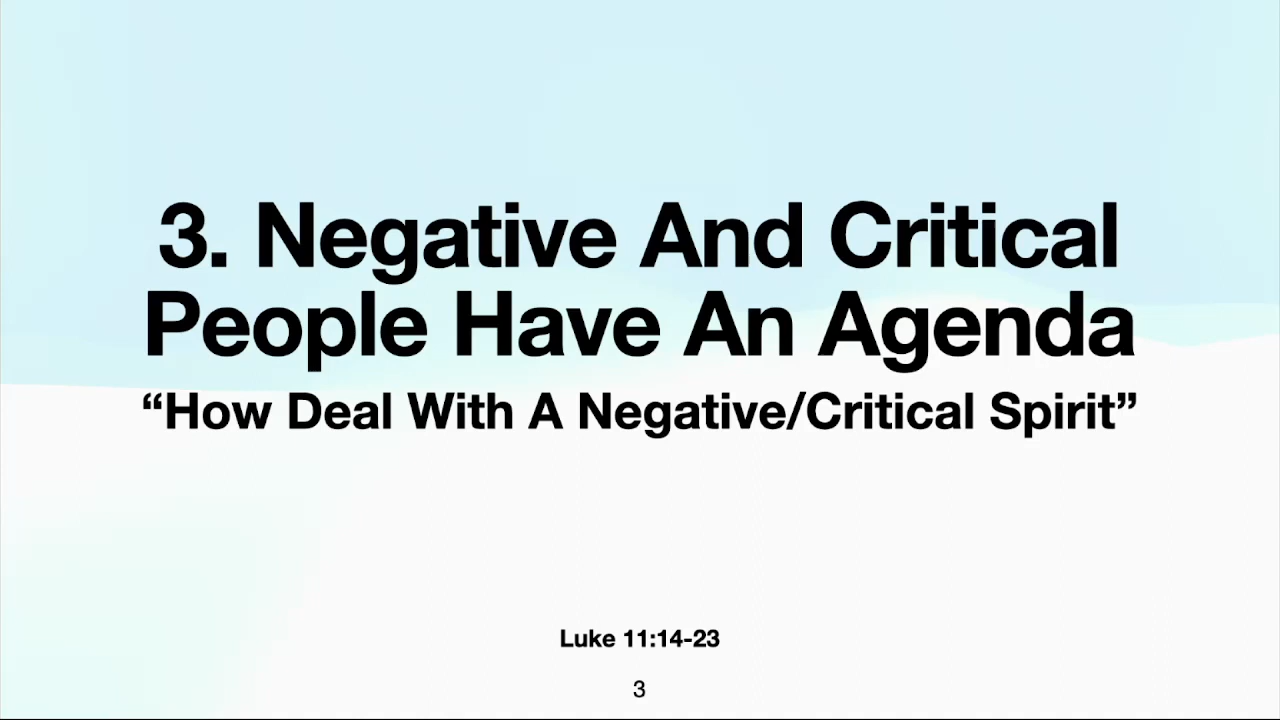 3. Negative And Critical
People Have An Agenda
“How Deal With A Negative/Critical Spirit”
Luke 11:14-23
3